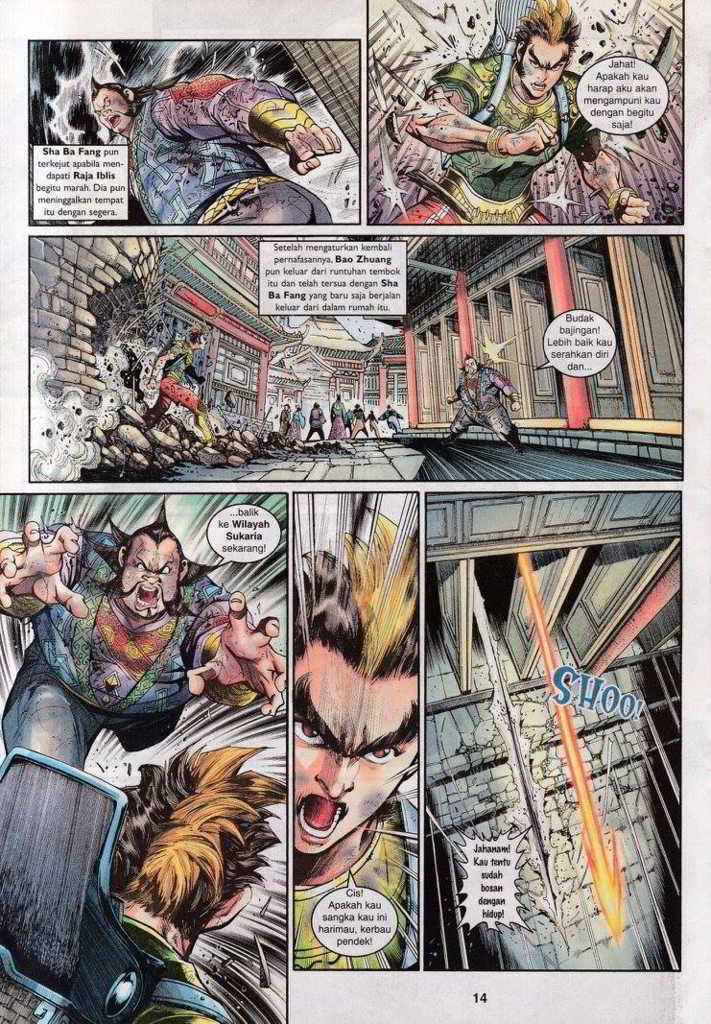 Sha Ba Fang pun
terkejut apabila men-
dapati Raja Iblis
begitu marah. Dia pun
meninggalkan tempat
itu dengan segera.
Jahat!
Apakah kau
harap aku akan
mengampuni kau
dengan begitu
saja!
Setelah mengaturkan kembali
pernafasannya, Bao Zhuang
pun keluar dari runtuhan tembok
itu dan telah tersua dengan Sha
Ba Fang yang baru saja berjalan
keluar dari dalam rumah itu.
Budak
bajingan!
Lebih baik kau
serahkan diri
dan...
...balik
ke Wilayah
Sukaria
sekarang!
Cis!
Apakah kau
sangka kau ini
harimau, kerbau
pendek!
SHOO!
Jahanam!
Kau tentu
sudah
bosan
dengan
hidup!
14